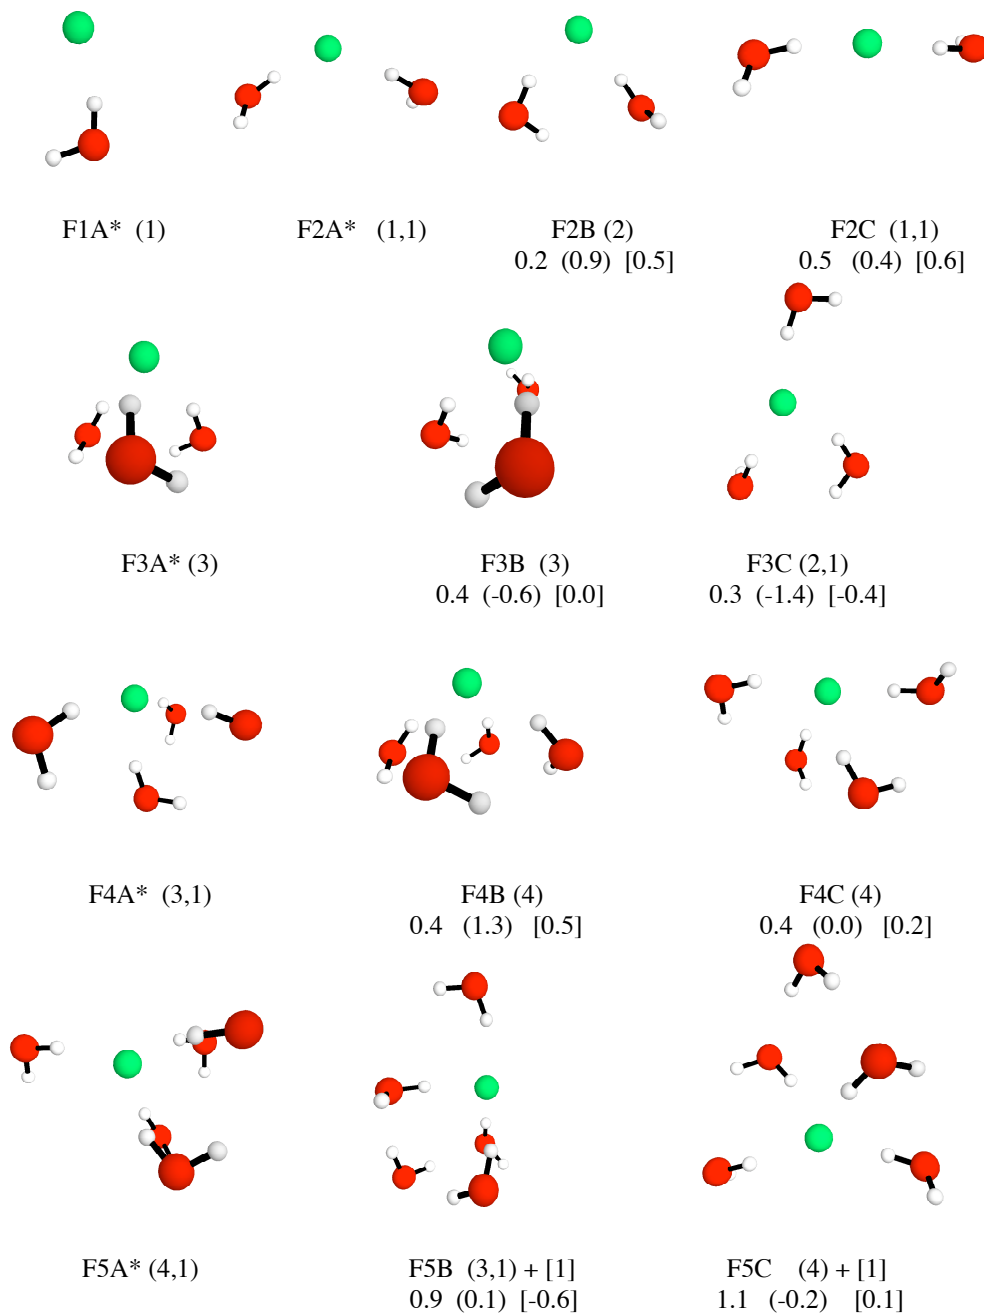 F1A* (1)
F2A* (1,1)
F2B (2)
F2C (1,1)
0.2 (0.9) [0.5]
0.5 (0.4) [0.6]
F3A* (3)
F3B (3)
F3C (2,1)
0.4 (-0.6) [0.0]
0.3 (-1.4) [-0.4]
F4A* (3,1)
F4B (4)
F4C (4)
0.4 (1.3) [0.5]
0.4 (0.0) [0.2]
F5A* (4,1)
F5B (3,1) + [1]
F5C (4) + [1]
0.9 (0.1) [-0.6]
1.1 (-0.2) [0.1]